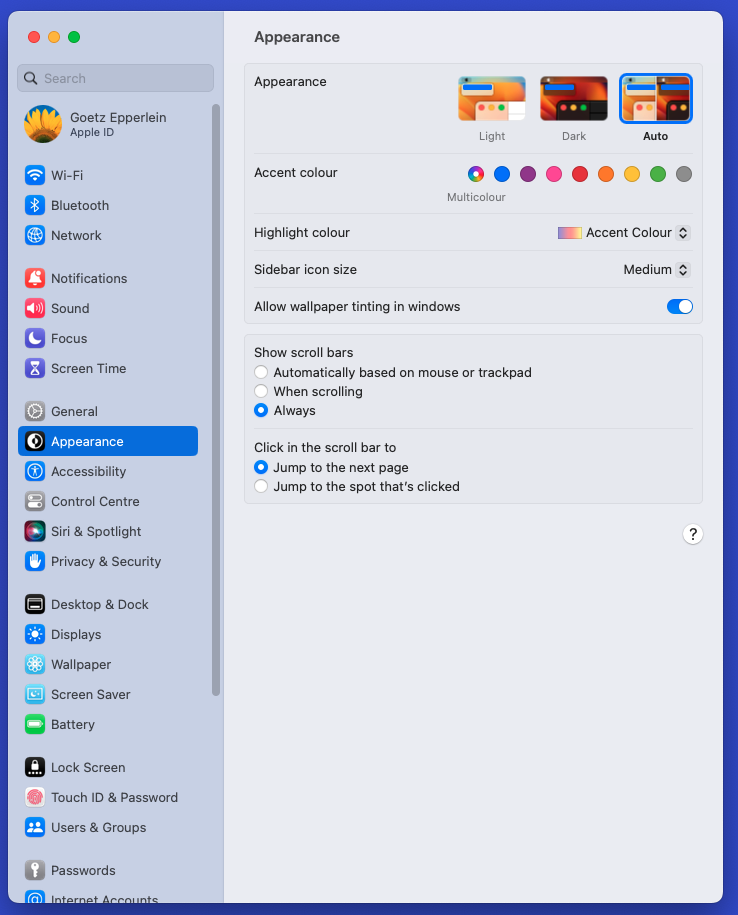 Appearance
Search
Goetz Epperlein
Apple ID
Wi-Fi
Bluetooth
Network
Notifications
Sound
Focus
Screen Time
General
Appearance
Accessibility
Control Centre
Siri & Spotlight
Privacy & Security
Desktop & Dock
Displays
Wallpaper
Screen Saver
Battery
Lock Screen
Touch ID & Password
Users & Groups
Passwords
Internet Accounts
Appearance
Light
Dark
Auto
Accent colour
Multicolour
Highlight colour
Accent Colour
Sidebar icon size
Medium
Allow wallpaper tinting in windows
Show scroll bars
Automatically based on mouse or trackpad
When scrolling
Always
Click in the scroll bar to
Jump to the next page
Jump to the spot that's clicked
?